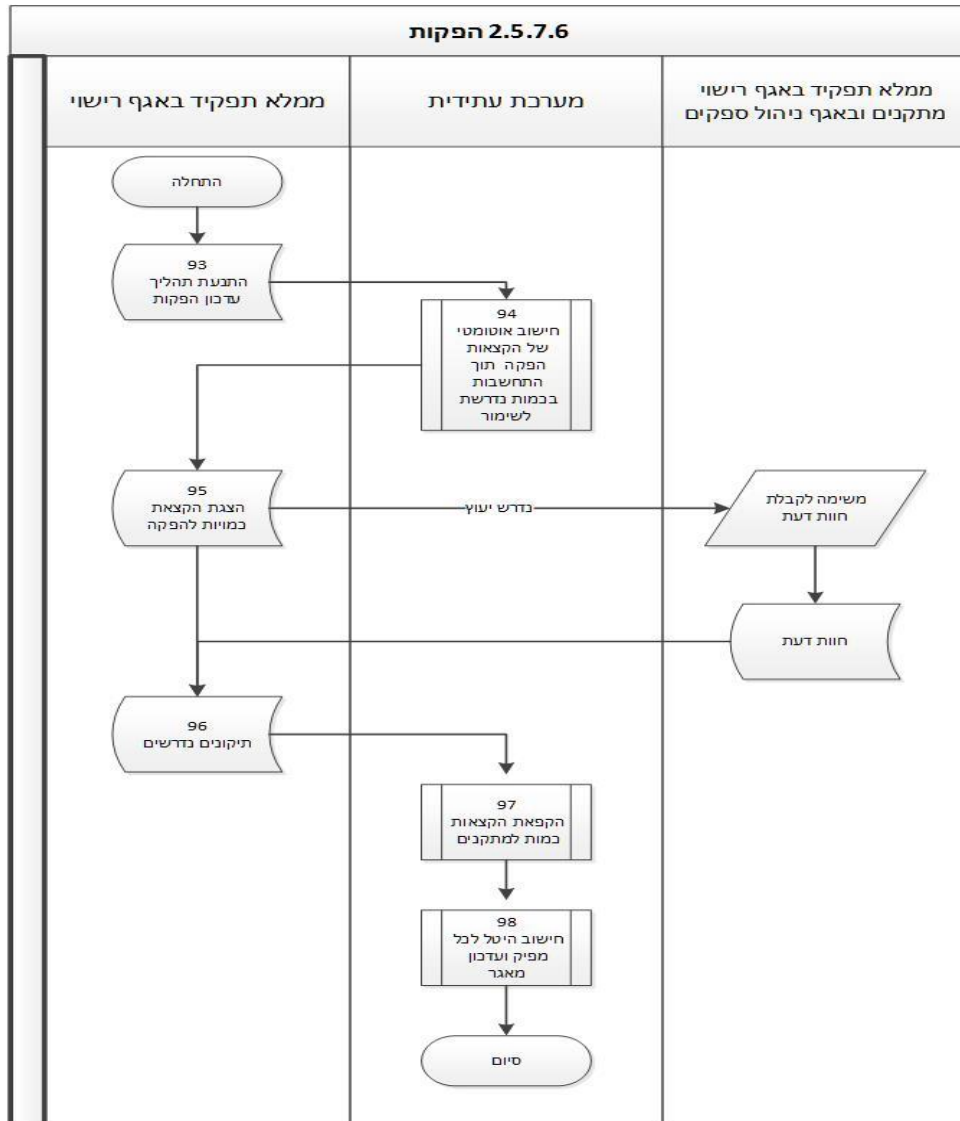 2.5.7.6 הפקות
ממלא תפקיד באגף רישוי
מתקנים ובאגף ניהול ספקים
מערכת עתידית
ממלא תפקיד באגף רישוי
התחלה
93
התנעת תהליך
עדכון הפקות
94
חישוב אוטומטי
של הקצאות
הפקה תוך
התחשבות
בכמות נדרשת
לשימור
95
הצגת הקצאת
כמויות להפקה
נדרש יעוץ
משימה לקבלת
חוות דעת
חוות דעת
96
תיקונים נדרשים
97
הקפאת הקצאות
כמות למתקנים
98
חישוב היטל לכל
מפיק ועדכון
מאגר
סיום